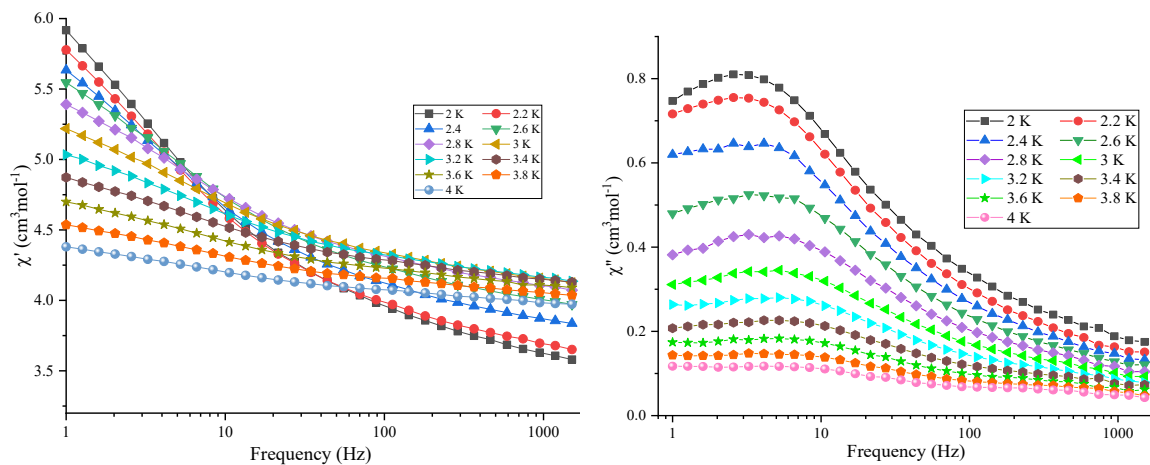 6.0
5.5
5.0
4.5
4.0
3.5
χ' (cm³mol⁻¹)
1 10 100 1000
Frequency (Hz)
2 K 2.2 K
2.4 2.6 K
2.8 K 3 K
3.2 K 3.4 K
3.6 K 3.8 K
4 K
0.8
0.6
0.4
0.2
0.0
χ'' (cm³mol⁻¹)
1 10 100 1000
Frequency (Hz)
2 K 2.2 K
2.4 K 2.6 K
2.8 K 3 K
3.2 K 3.4 K
3.6 K 3.8 K
4 K